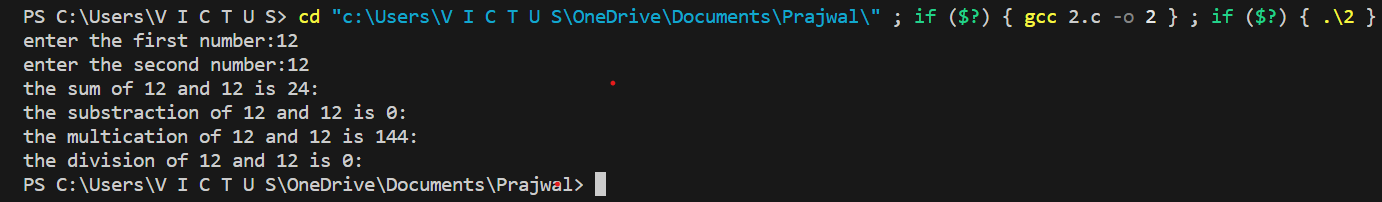 PS C:\Users\V I C T U S> cd "c:\Users\V I C T U S\OneDrive\Documents\Prajwal\" ; if ($?) { gcc 2.c -o 2 } ; if ($?) { .\2 }
enter the first number:12
enter the second number:12
the sum of 12 and 12 is 24:
the substraction of 12 and 12 is 0:
the multication of 12 and 12 is 144:
the division of 12 and 12 is 0:
PS C:\Users\V I C T U S\OneDrive\Documents\Prajwal>